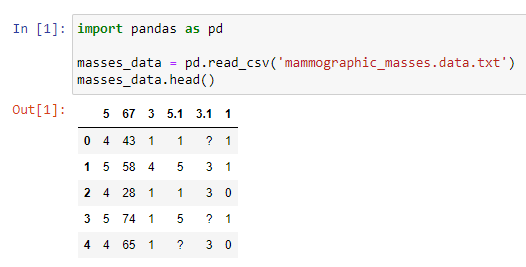 In [1]: import pandas as pd
masses_data = pd.read_csv('mammographic_masses.data.txt')
masses_data.head()
Out[1]:
5 67 3 5.1 3.1 1
0 4 43 1 1 ? 1
1 5 58 4 5 3 1
2 4 28 1 1 3 0
3 5 74 1 5 ? 1
4 4 65 1 ? 3 0